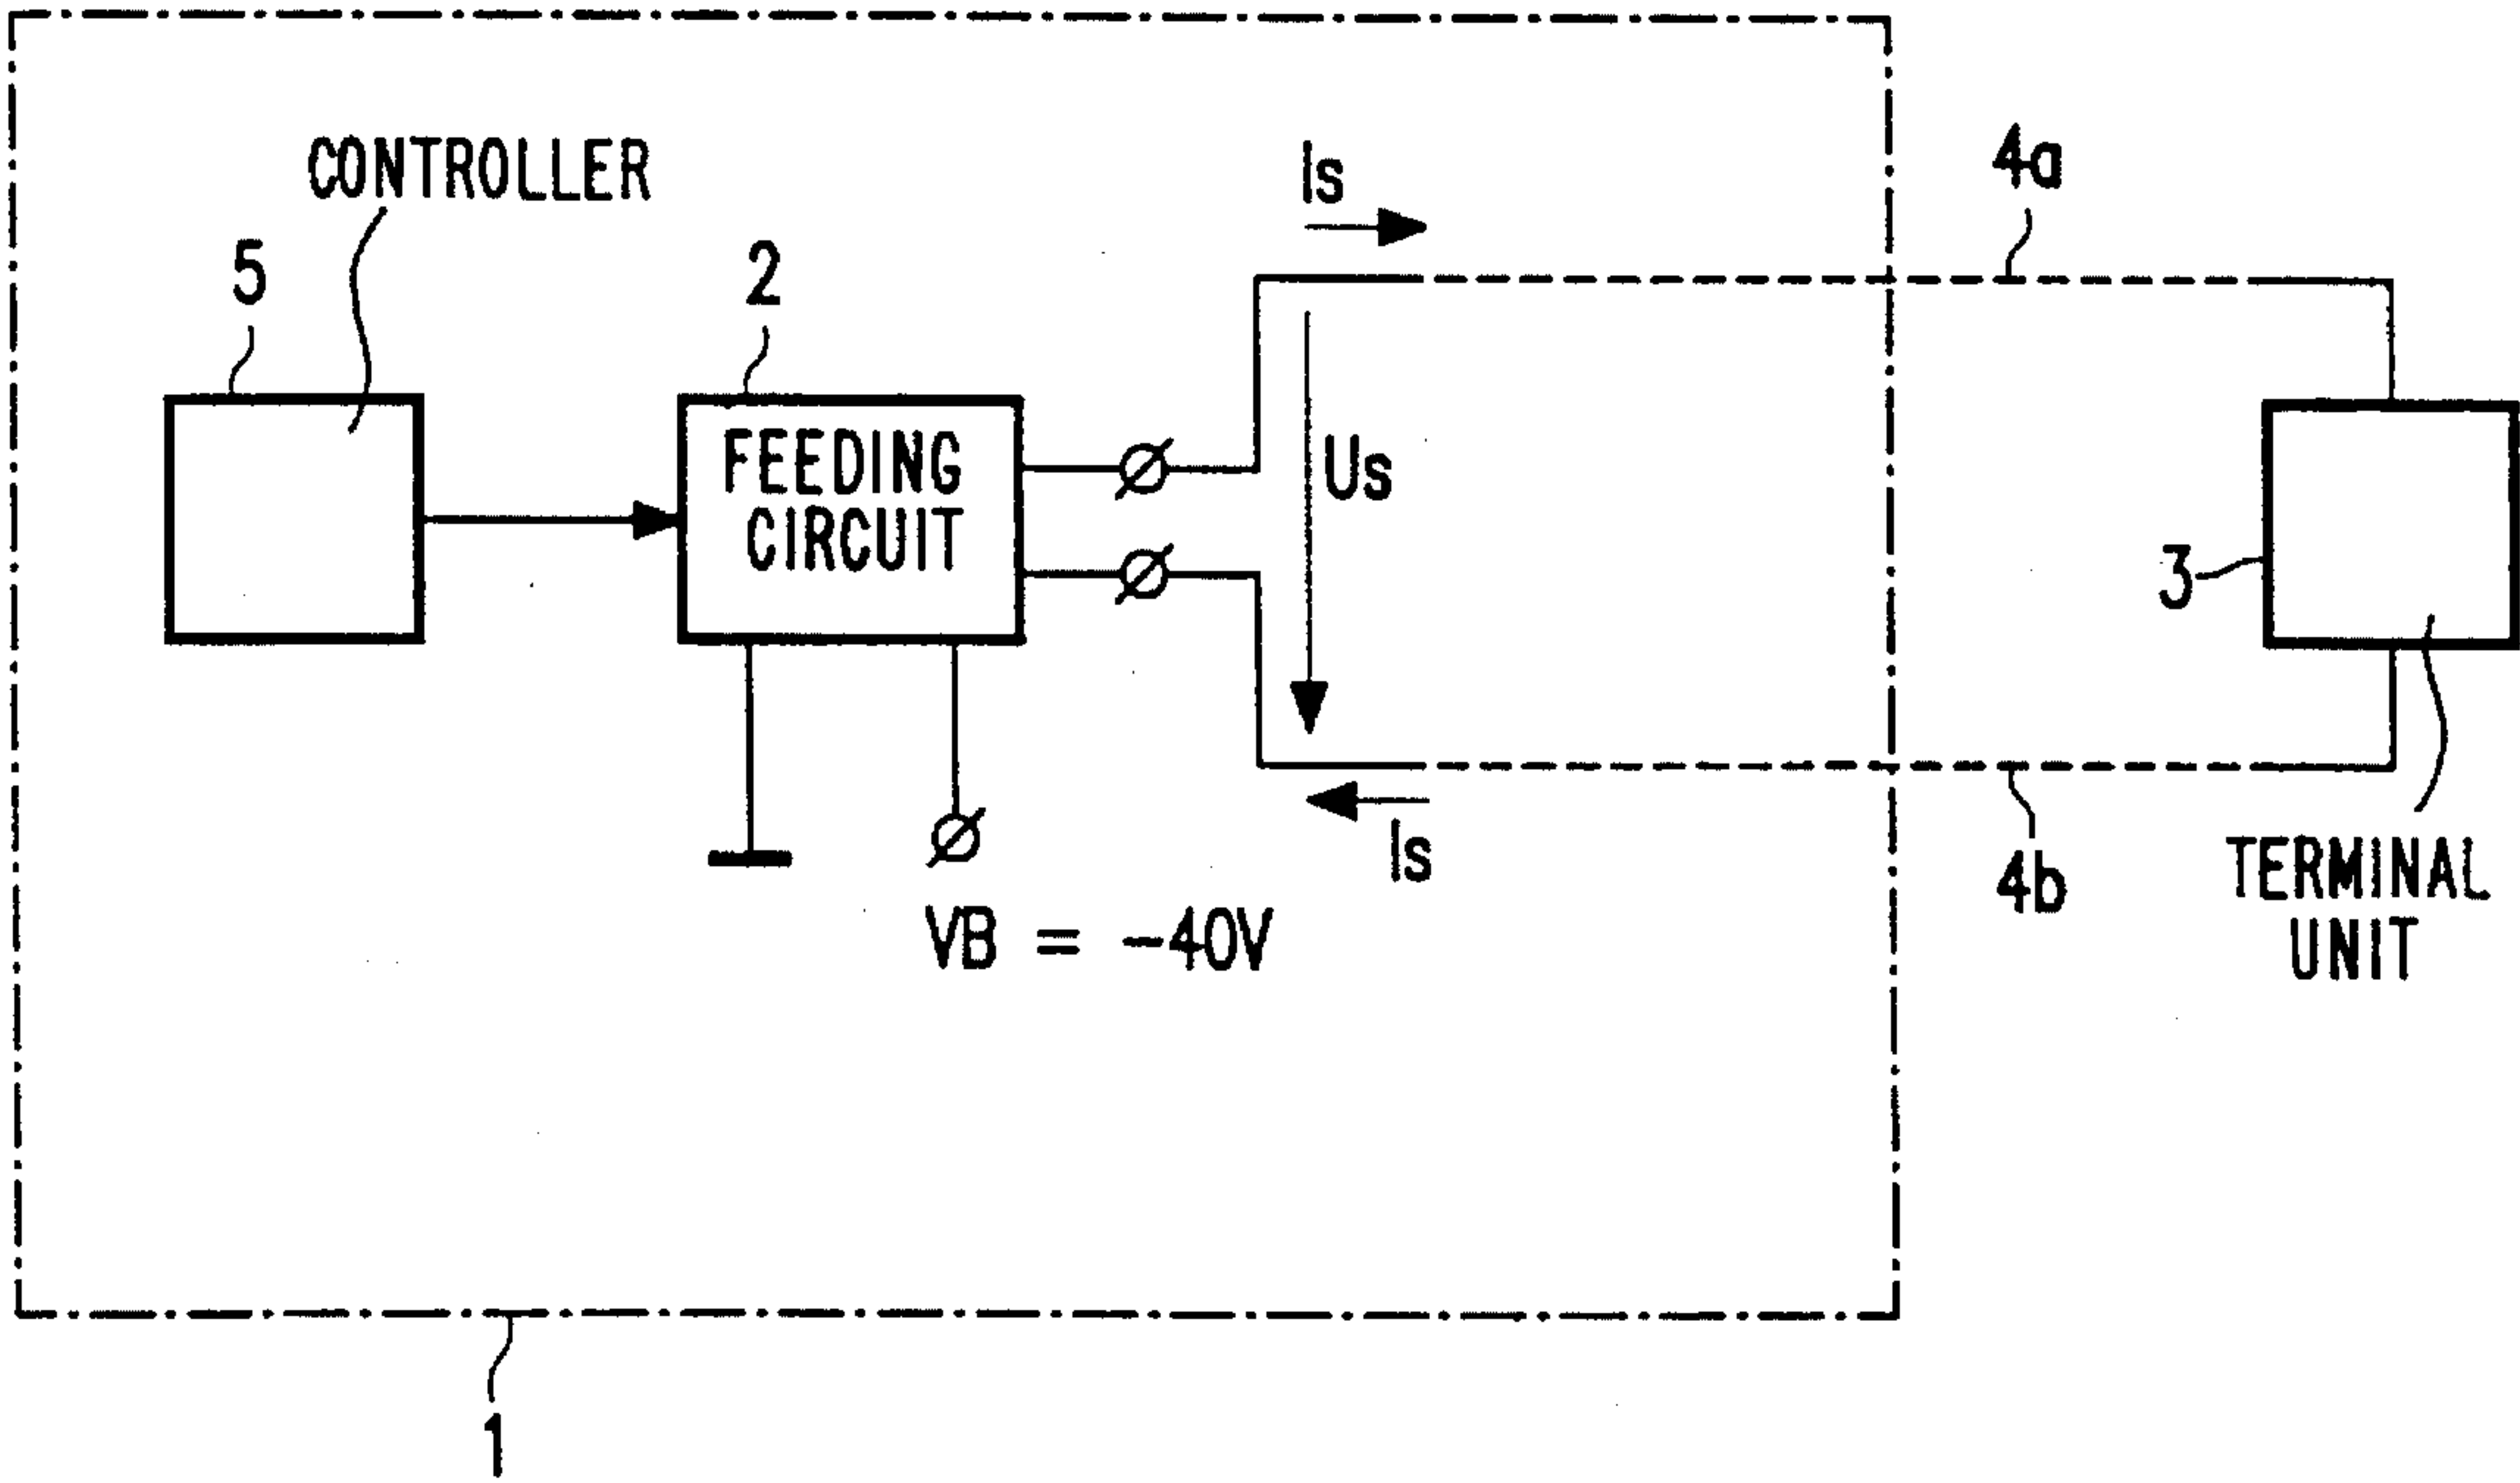 CONTROLLER
Is
4a
5
2
FEEDING
CIRCUIT
Us
3
Is
4b
TERMINAL
UNIT
VB = -40V
1